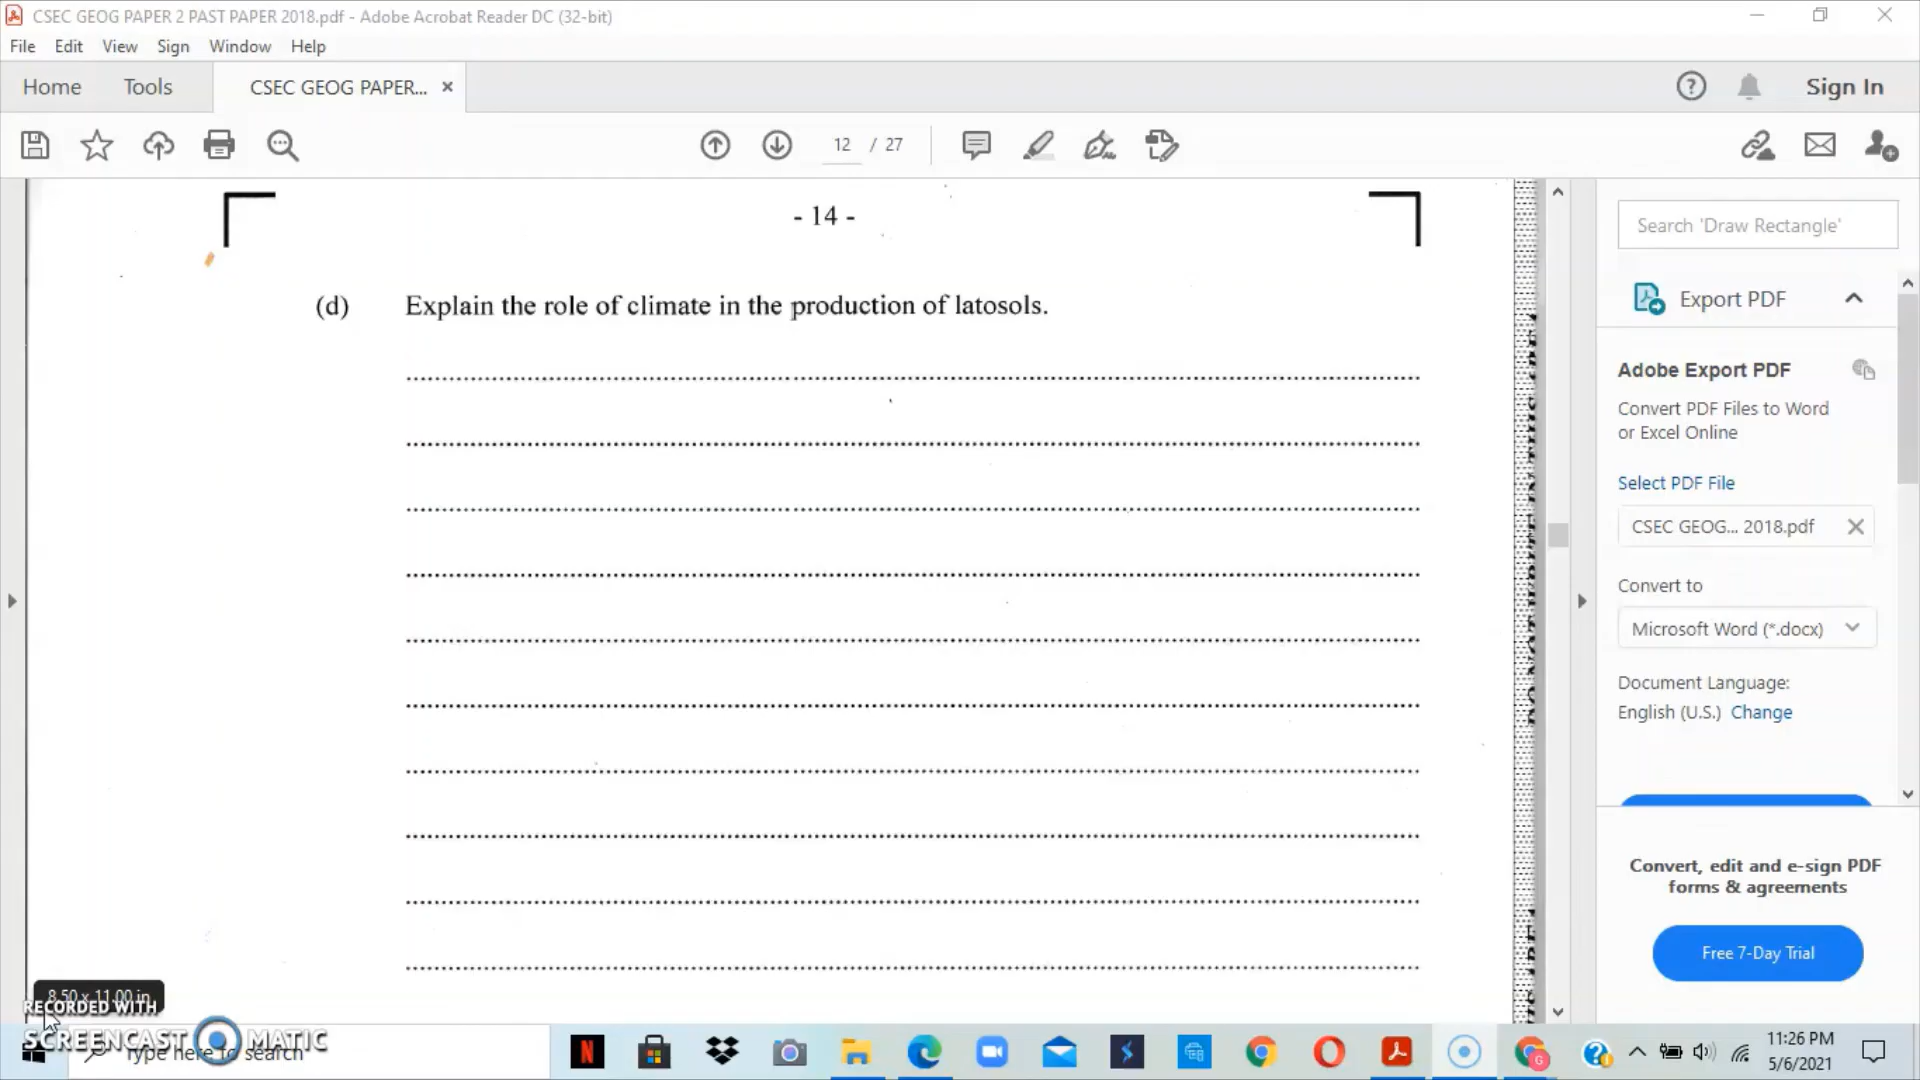 CSEC GEOG PAPER 2 PAST PAPER 2018.pdf - Adobe Acrobat Reader DC (32-bit)
File Edit View Sign Window Help
Home Tools CSEC GEOG PAPER... × Sign In
12 / 27
- 14 -
(d) Explain the role of climate in the production of latosols.
Search 'Draw Rectangle'
Export PDF
Adobe Export PDF
Convert PDF Files to Word
or Excel Online
Select PDF File
CSEC GEOG... 2018.pdf
Convert to
Microsoft Word (*.docx)
Document Language:
English (U.S.) Change
Convert, edit and e-sign PDF
forms & agreements
Free 7-Day Trial
8.50 x 11.00 in
RECORDED WITH
SCREENCAST MATIC
Type here to search
11:26 PM
5/6/2021